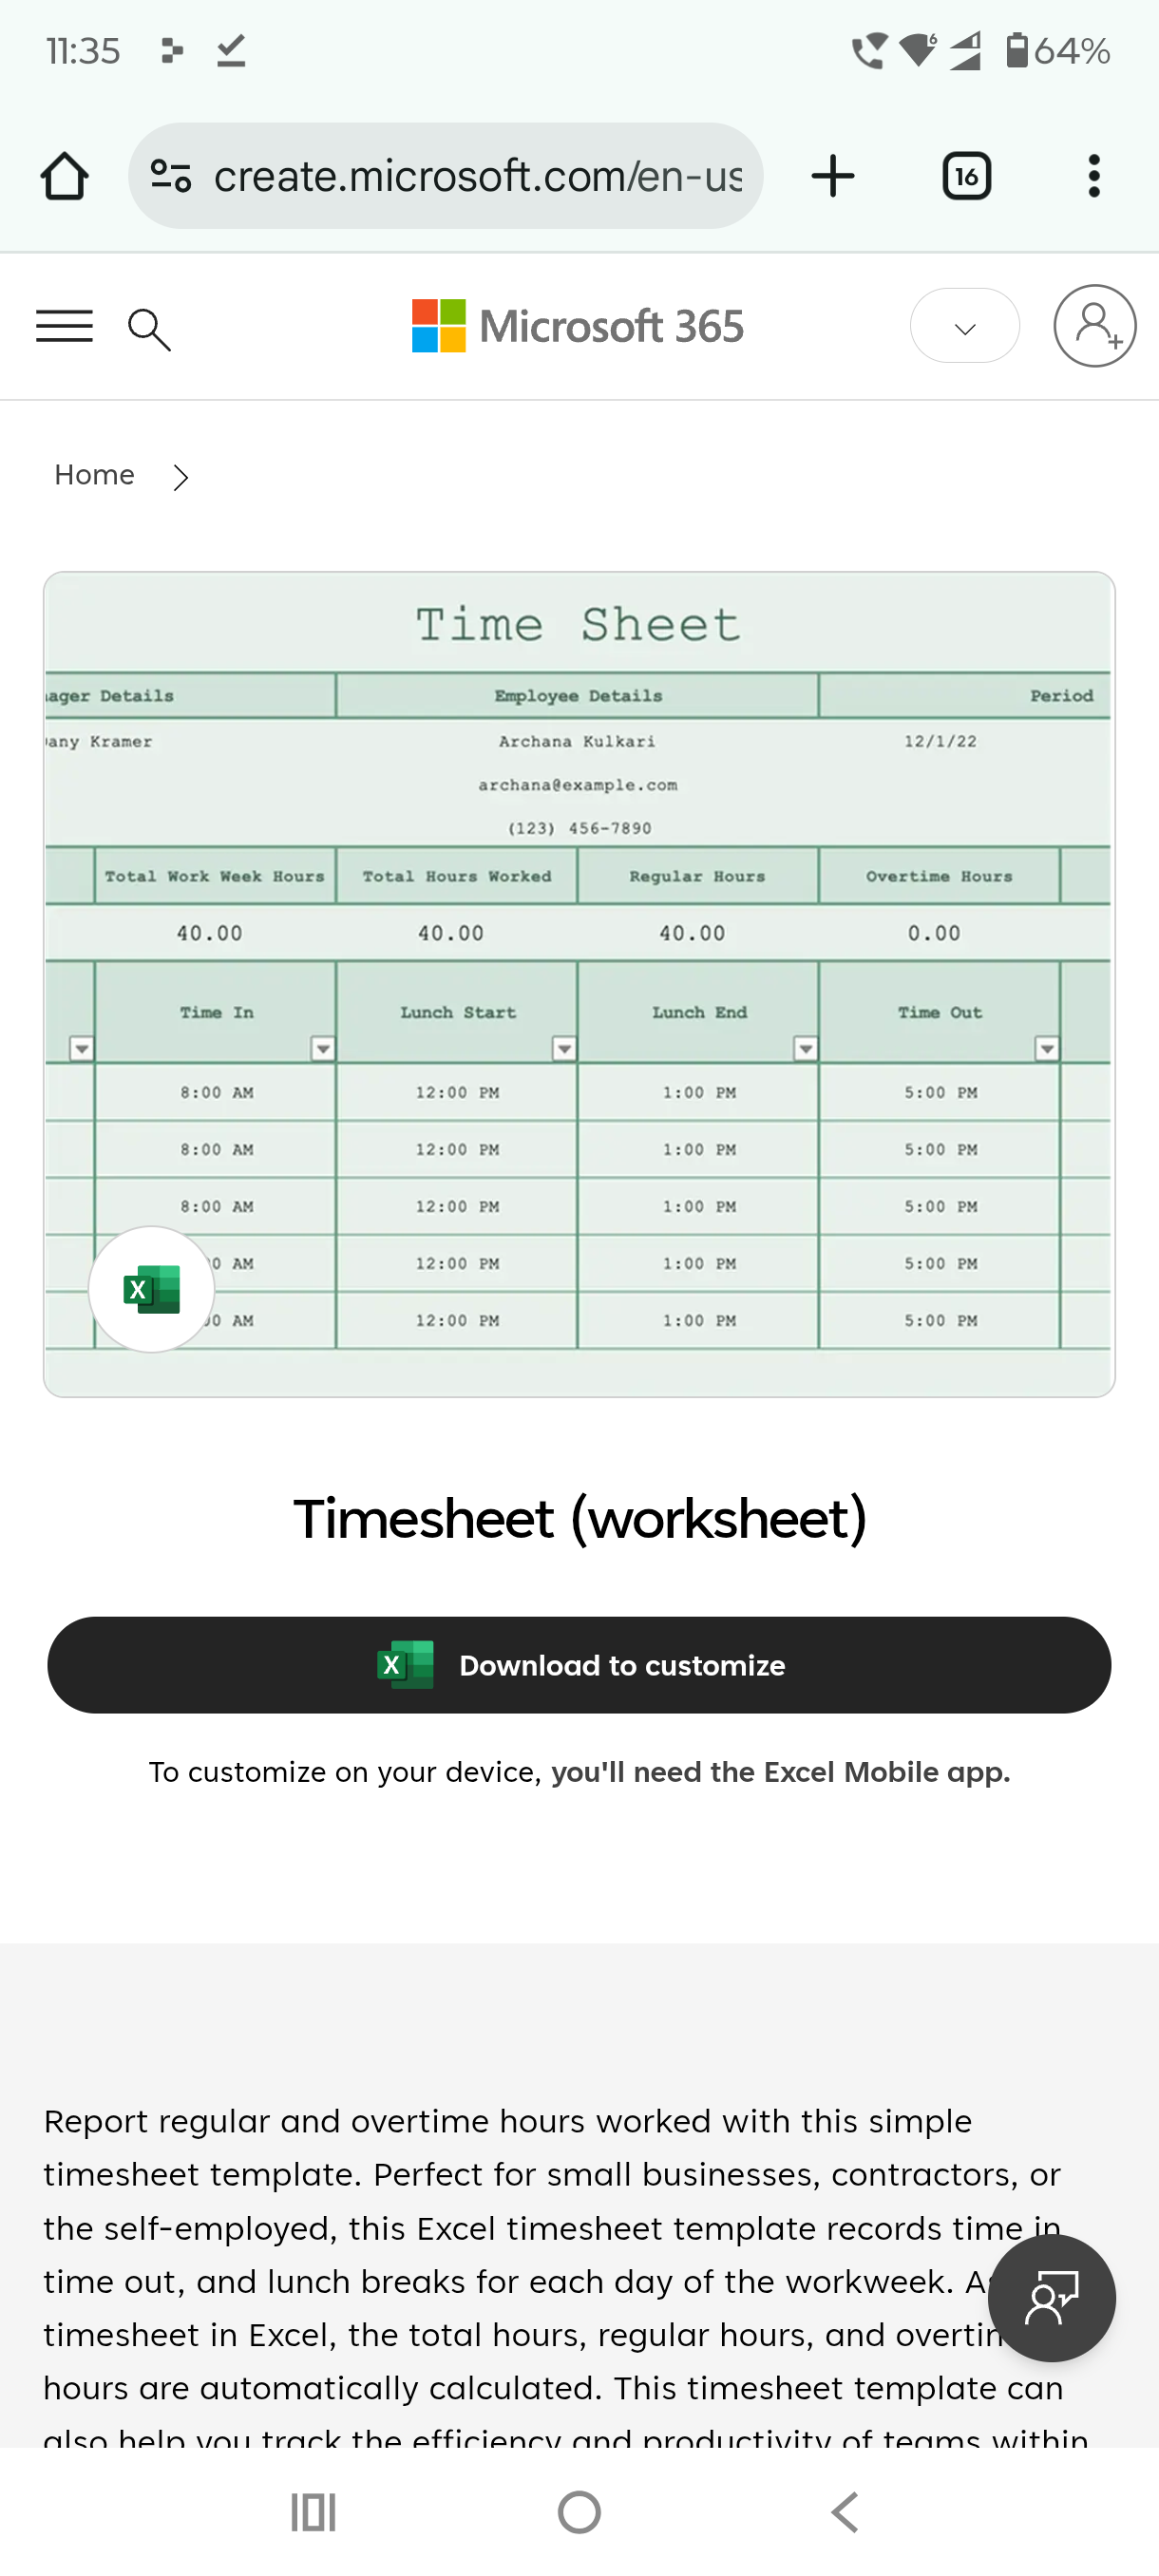 11:35
64%
create.microsoft.com/en-us
16
Microsoft 365
Home
Time Sheet
ager Details Employee Details Period
any Kramer Archana Kulkari 12/1/22
archana@example.com
(123) 456-7890
Total Work Week Hours Total Hours Worked Regular Hours Overtime Hours
40.00 40.00 40.00 0.00
Time In Lunch Start Lunch End Time Out
8:00 AM 12:00 PM 1:00 PM 5:00 PM
8:00 AM 12:00 PM 1:00 PM 5:00 PM
8:00 AM 12:00 PM 1:00 PM 5:00 PM
0 AM 12:00 PM 1:00 PM 5:00 PM
0 AM 12:00 PM 1:00 PM 5:00 PM
Timesheet (worksheet)
Download to customize
To customize on your device, you'll need the Excel Mobile app.
Report regular and overtime hours worked with this simple
timesheet template. Perfect for small businesses, contractors, or
the self-employed, this Excel timesheet template records time in
time out, and lunch breaks for each day of the workweek.
timesheet in Excel, the total hours, regular hours, and
hours are automatically calculated. This timesheet template can
also help you track the efficiency and productivity of teams within